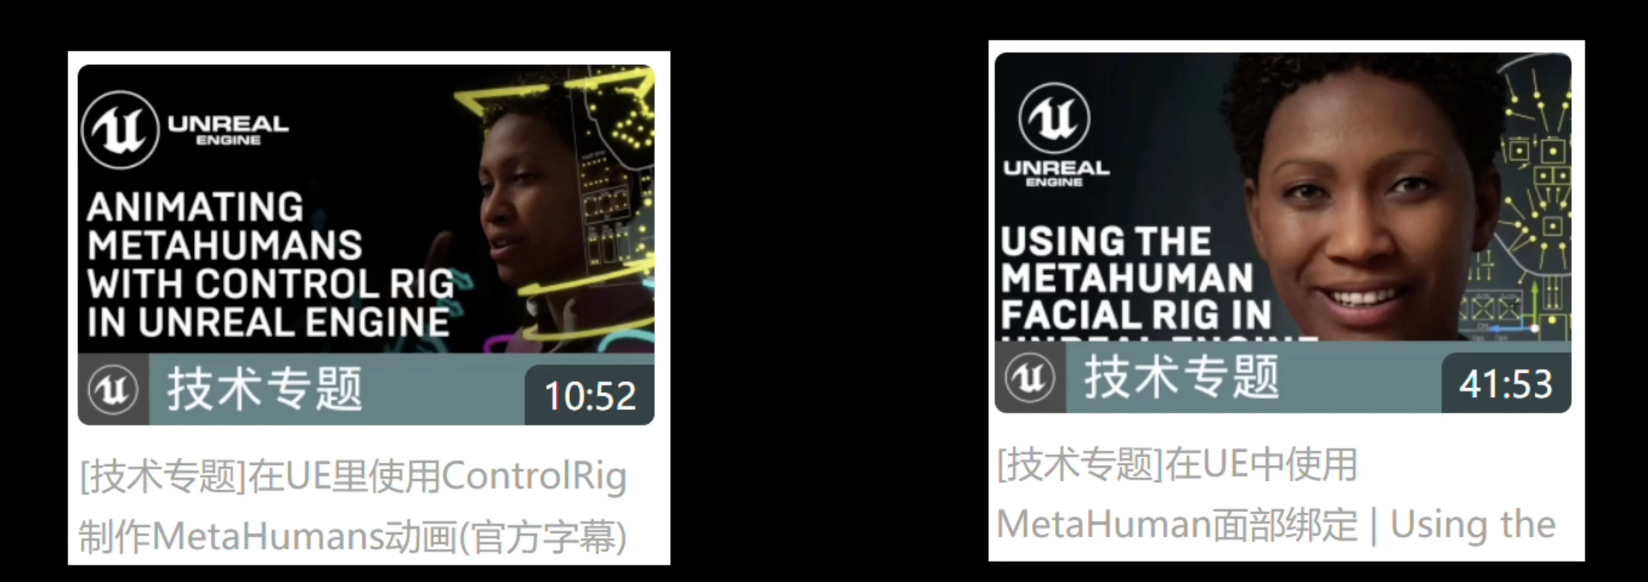 UNREAL
ENGINE
ANIMATING
METAHUMANS
WITH CONTROL RIG
IN UNREAL ENGINE
技术专题
10:52
[技术专题]在UE里使用ControlRig
制作MetaHumans动画(官方字幕)
UNREAL
ENGINE
USING THE
METAHUMAN
FACIAL RIG IN
UNREAL ENGINE
技术专题
41:53
[技术专题]在UE中使用
MetaHuman面部绑定 | Using the